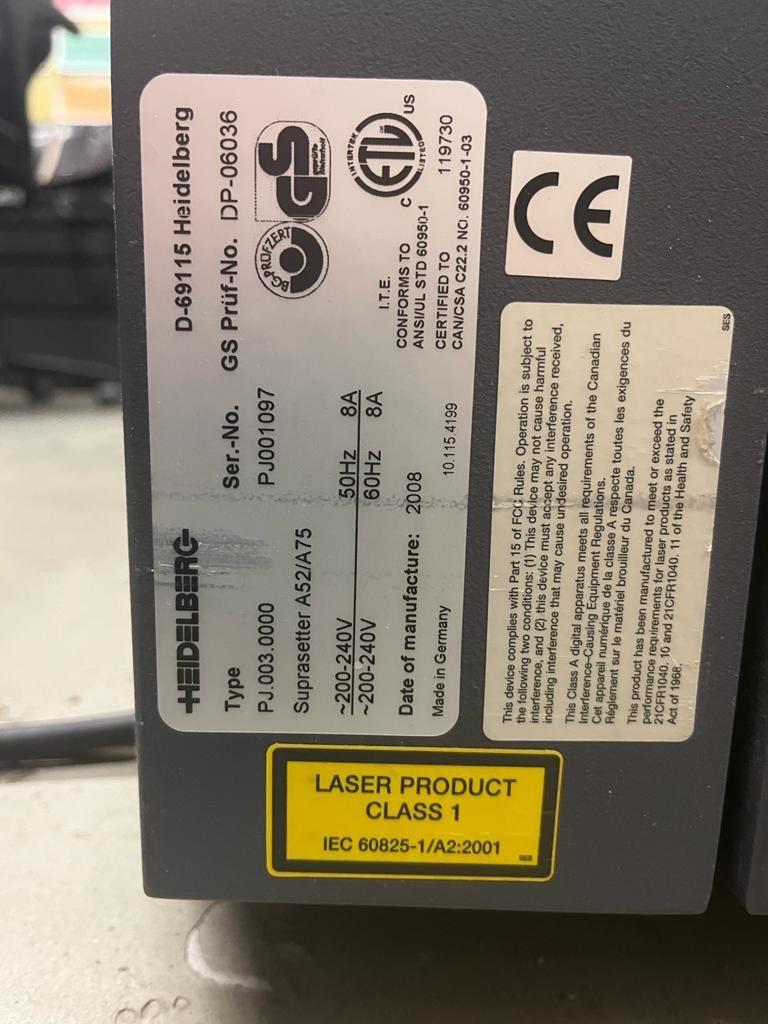 HEIDELBERG D-69115 Heidelberg
Type Ser.-No. GS Prüf-No. DP-06036
PJ.003.0000 PJ001097
BG-PRÜFZERT
GS geprüfte Sicherheit
Suprasetter A52/A75
~200-240V 50Hz 8A
~200-240V 60Hz 8A
INTERTEK
ETL
LISTED
C US
I.T.E.
CONFORMS TO
ANSI/UL STD 60950-1
CERTIFIED TO 119730
CAN/CSA C22.2 NO. 60950-1-03
Date of manufacture: 2008
Made in Germany 10.115.4199
CE
This device complies with Part 15 of FCC Rules. Operation is subject to
the following two conditions: (1) This device may not cause harmful
interference, and (2) this device must accept any interference received,
including interference that may cause undesired operation.
This Class A digital apparatus meets all requirements of the Canadian
Interference-Causing Equipment Regulations.
Cet appareil numérique de la classe A respecte toutes les exigences du
Réglement sur le matériel brouilleur du Canada.
This product has been manufactured to meet or exceed the
performance requirements for laser products as stated in
21CFR1040. 10 and 21CFR1040. 11 of the Health and Safety
Act of 1968.
SES
LASER PRODUCT
CLASS 1
IEC 60825-1/A2:2001
SES